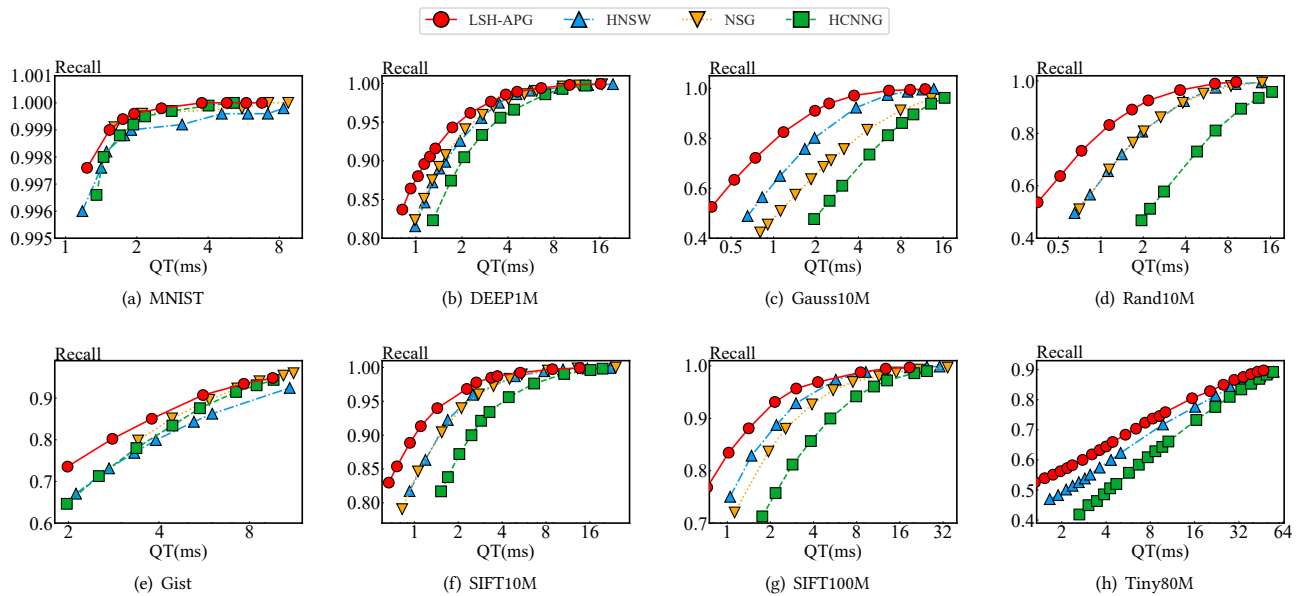 LSH-APG HNSW NSG HCNNG
Recall
1.001
1.000
0.999
0.998
0.997
0.996
0.995
1 2 4 8
QT(ms)
(a) MNIST
Recall
1.00
0.95
0.90
0.85
0.80
1 2 4 8 16
QT(ms)
(b) DEEP1M
Recall
1.0
0.9
0.8
0.7
0.6
0.5
0.4
0.5 1 2 4 8 16
QT(ms)
(c) Gauss10M
Recall
1.0
0.8
0.6
0.4
0.5 1 2 4 8 16
QT(ms)
(d) Rand10M
Recall
0.9
0.8
0.7
0.6
2 4 8
QT(ms)
(e) Gist
Recall
1.00
0.95
0.90
0.85
0.80
1 2 4 8 16
QT(ms)
(f) SIFT10M
Recall
1.0
0.9
0.8
0.7
1 2 4 8 16 32
QT(ms)
(g) SIFT100M
Recall
1.0
0.9
0.8
0.7
0.6
0.5
0.4
2 4 8 16 32 64
QT(ms)
(h) Tiny80M